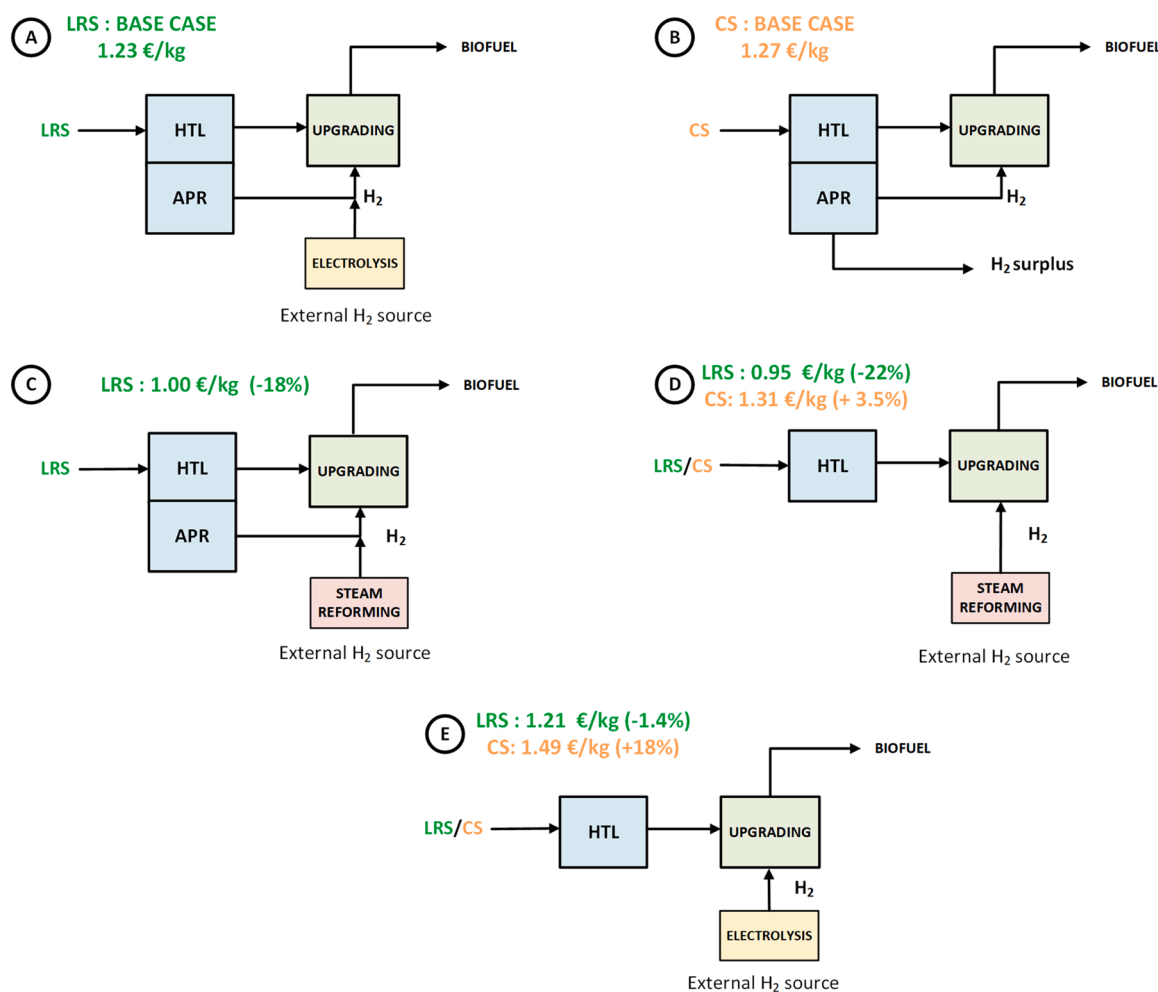 A
LRS : BASE CASE
1.23 €/kg
BIOFUEL
LRS
HTL
UPGRADING
APR
H₂
ELECTROLYSIS
External H₂ source
B
CS : BASE CASE
1.27 €/kg
BIOFUEL
CS
HTL
UPGRADING
APR
H₂
H₂ surplus
C
LRS : 1.00 €/kg (-18%)
BIOFUEL
LRS
HTL
UPGRADING
APR
H₂
STEAM
REFORMING
External H₂ source
D
LRS : 0.95 €/kg (-22%)
CS: 1.31 €/kg (+ 3.5%)
BIOFUEL
LRS/CS
HTL
UPGRADING
H₂
STEAM
REFORMING
External H₂ source
E
LRS : 1.21 €/kg (-1.4%)
CS: 1.49 €/kg (+18%)
BIOFUEL
LRS/CS
HTL
UPGRADING
H₂
ELECTROLYSIS
External H₂ source